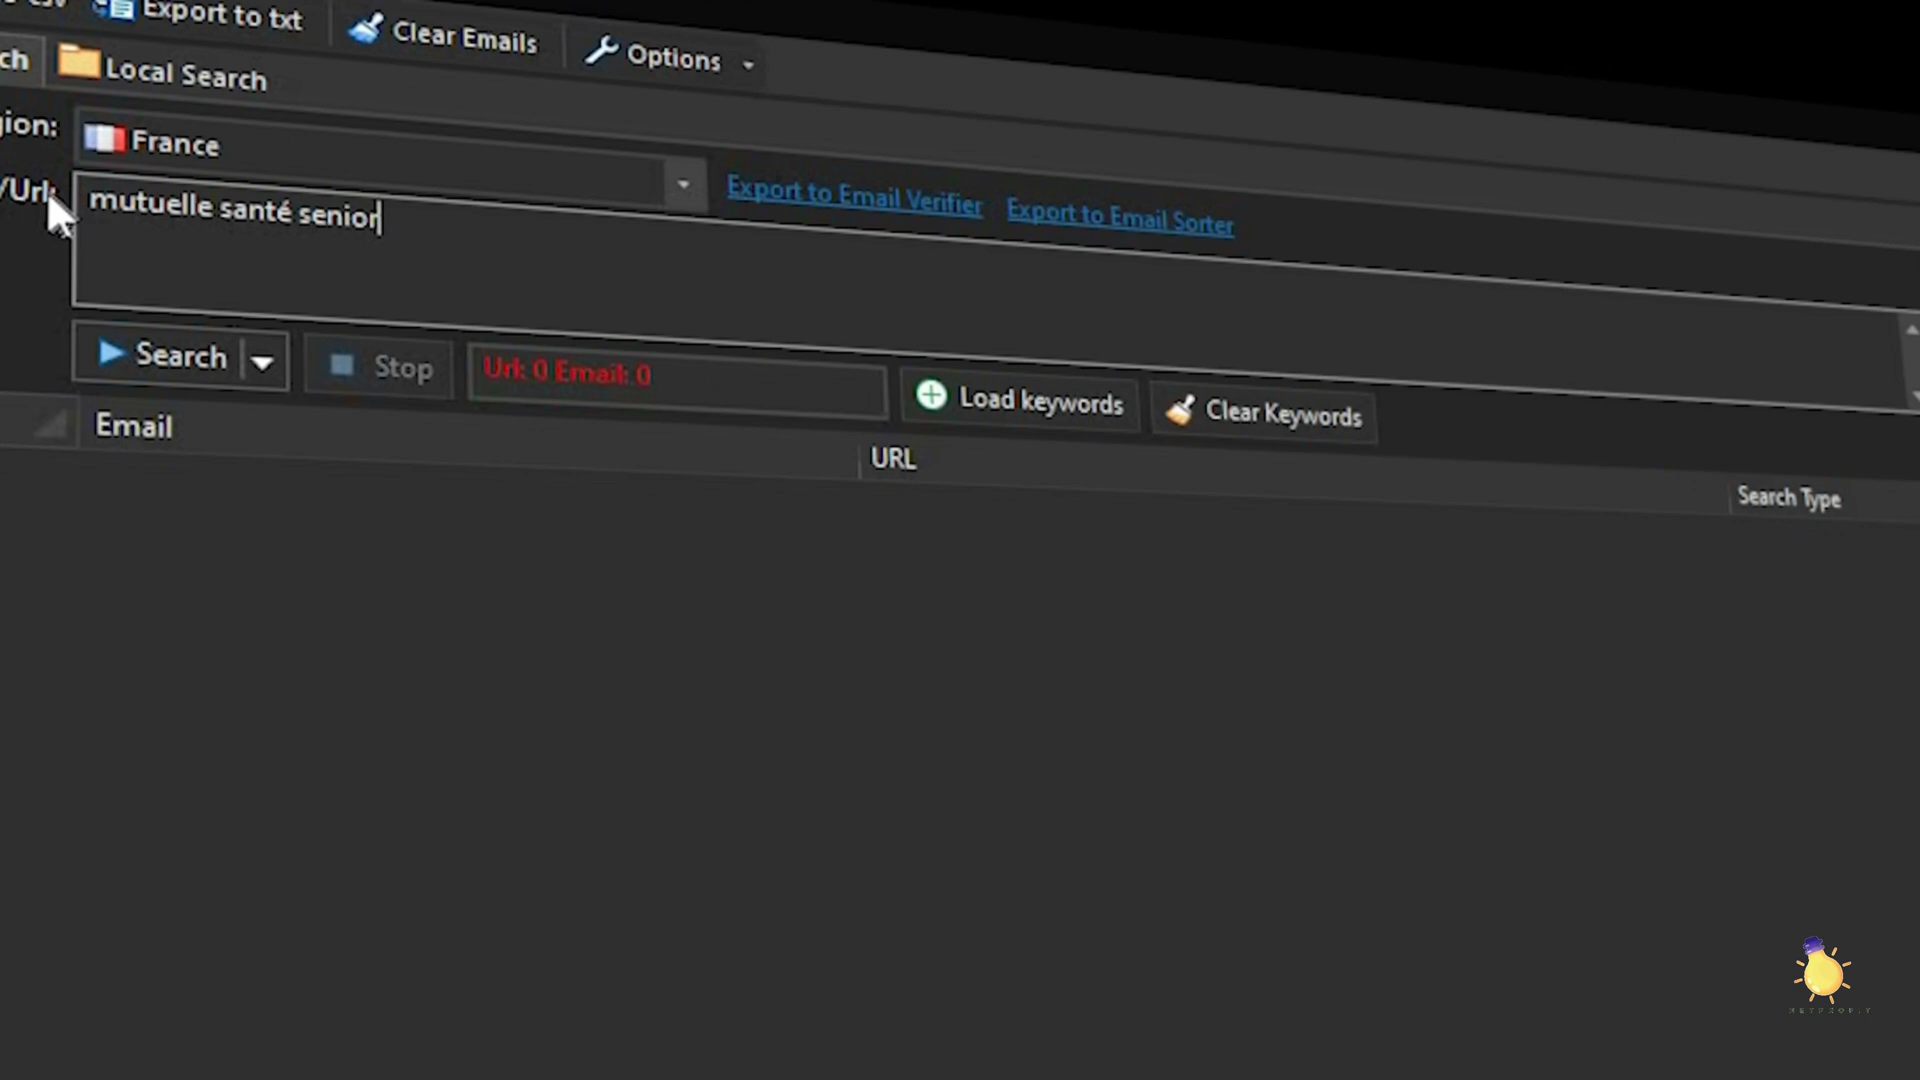 Export to txt
Clear Emails
Options
Local Search
France
mutuelle santé senior
Export to Email Verifier
Export to Email Sorter
Search
Stop
Url: 0 Email: 0
Load keywords
Clear Keywords
Email
URL
Search Type